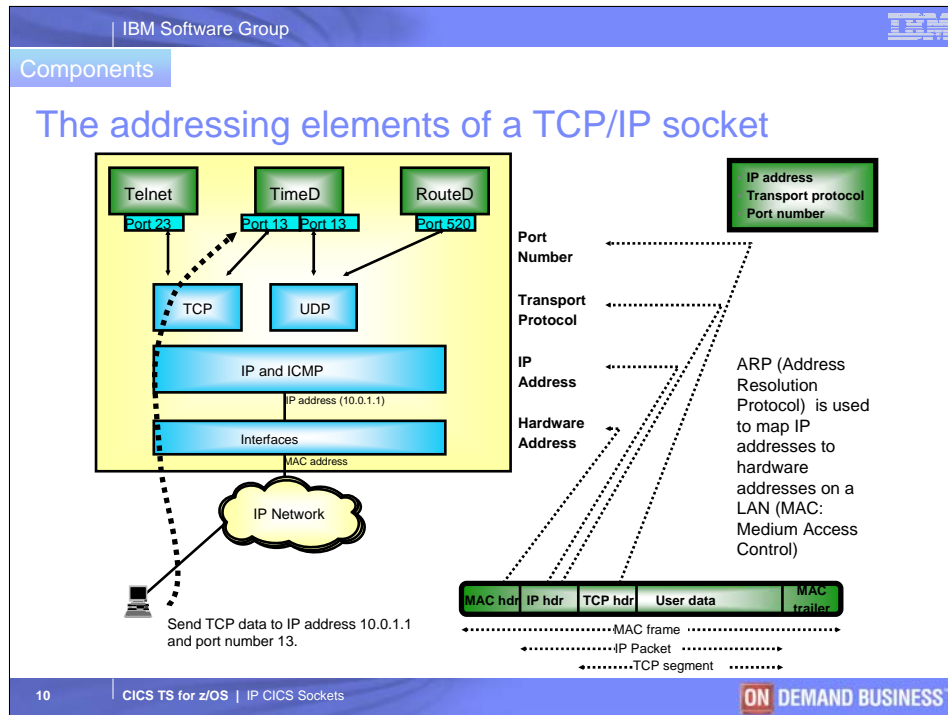 IBM Software Group
IBM
Components
The addressing elements of a TCP/IP socket
Telnet
TimeD
RouteD
Port 23
Port 13
Port 13
Port 520
TCP
UDP
IP and ICMP
IP address (10.0.1.1)
Interfaces
MAC address
IP Network
Send TCP data to IP address 10.0.1.1
and port number 13.
Port
Number
Transport
Protocol
IP
Address
Hardware
Address
IP address
Transport protocol
Port number
ARP (Address
Resolution
Protocol) is used
to map IP
addresses to
hardware
addresses on a
LAN (MAC:
Medium Access
Control)
MAC hdr
IP hdr
TCP hdr
User data
MAC
trailer
MAC frame
IP Packet
TCP segment
10
CICS TS for z/OS | IP CICS Sockets
ON DEMAND BUSINESS